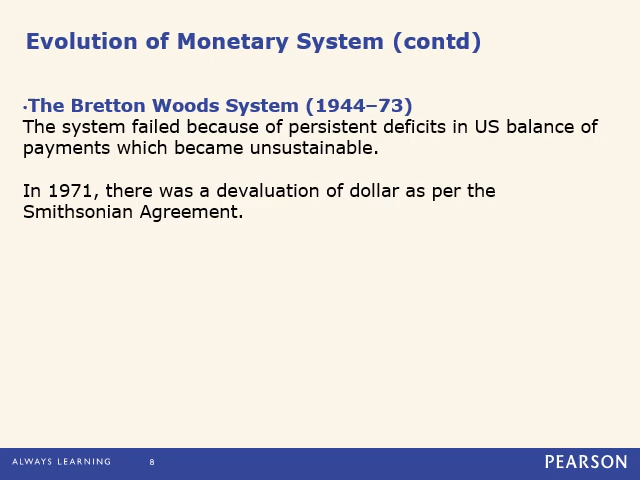 Evolution of Monetary System (contd)
•The Bretton Woods System (1944–73)
The system failed because of persistent deficits in US balance of
payments which became unsustainable.
In 1971, there was a devaluation of dollar as per the
Smithsonian Agreement.
ALWAYS LEARNING 8 PEARSON